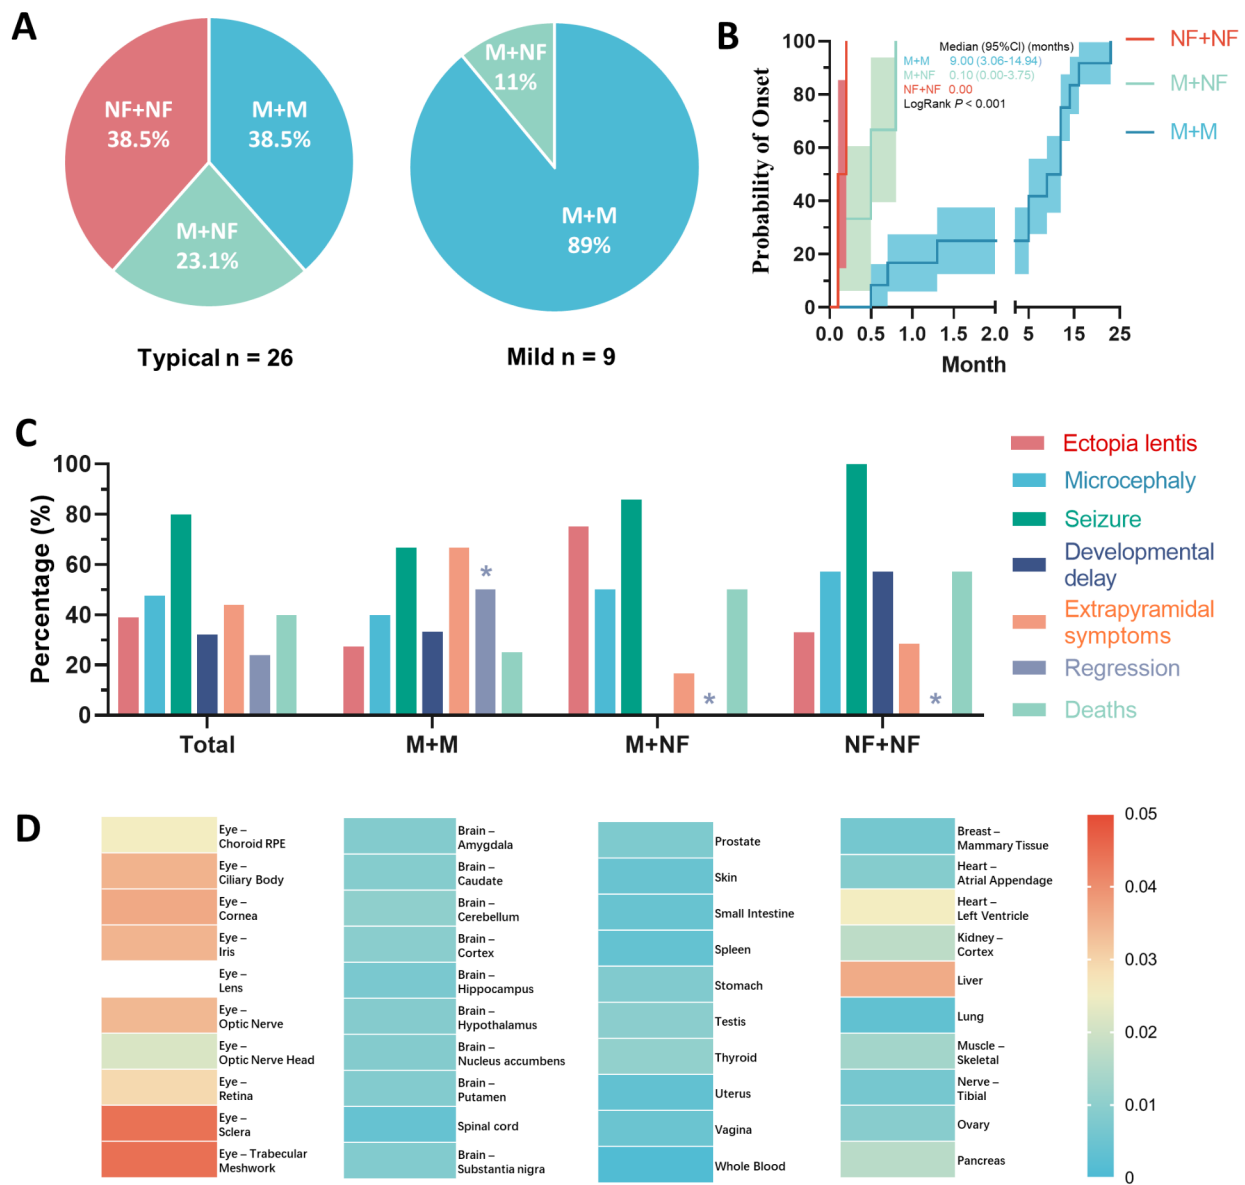 A
NF+NF
38.5%
M+M
38.5%
M+NF
23.1%
Typical n = 26
M+NF
11%
M+M
89%
Mild n = 9
B
Probability of Onset
100
80
60
40
20
0
0.0
0.5
1.0
1.5
2.0
5
15
25
Month
Median (95%CI) (months)
M+M 9.00 (3.06-14.94)
M+NF 0.10 (0.00-3.75)
NF+NF 0.00
LogRank P < 0.001
NF+NF
M+NF
M+M
C
Percentage (%)
100
80
60
40
20
0
*
*
*
Total
M+M
M+NF
NF+NF
Ectopia lentis
Microcephaly
Seizure
Developmental
delay
Extrapyramidal
symptoms
Regression
Deaths
D
Eye –
Choroid RPE
Eye –
Ciliary Body
Eye –
Cornea
Eye –
Iris
Eye –
Lens
Eye –
Optic Nerve
Eye –
Optic Nerve Head
Eye –
Retina
Eye –
Sclera
Eye – Trabecular
Meshwork
Brain –
Amygdala
Brain –
Caudate
Brain –
Cerebellum
Brain –
Cortex
Brain –
Hippocampus
Brain –
Hypothalamus
Brain –
Nucleus accumbens
Brain –
Putamen
Spinal cord
Brain –
Substantia nigra
Prostate
Skin
Small Intestine
Spleen
Stomach
Testis
Thyroid
Uterus
Vagina
Whole Blood
Breast –
Mammary Tissue
Heart –
Atrial Appendage
Heart –
Left Ventricle
Kidney –
Cortex
Liver
Lung
Muscle –
Skeletal
Nerve –
Tibial
Ovary
Pancreas
0.05
0.04
0.03
0.02
0.01
0